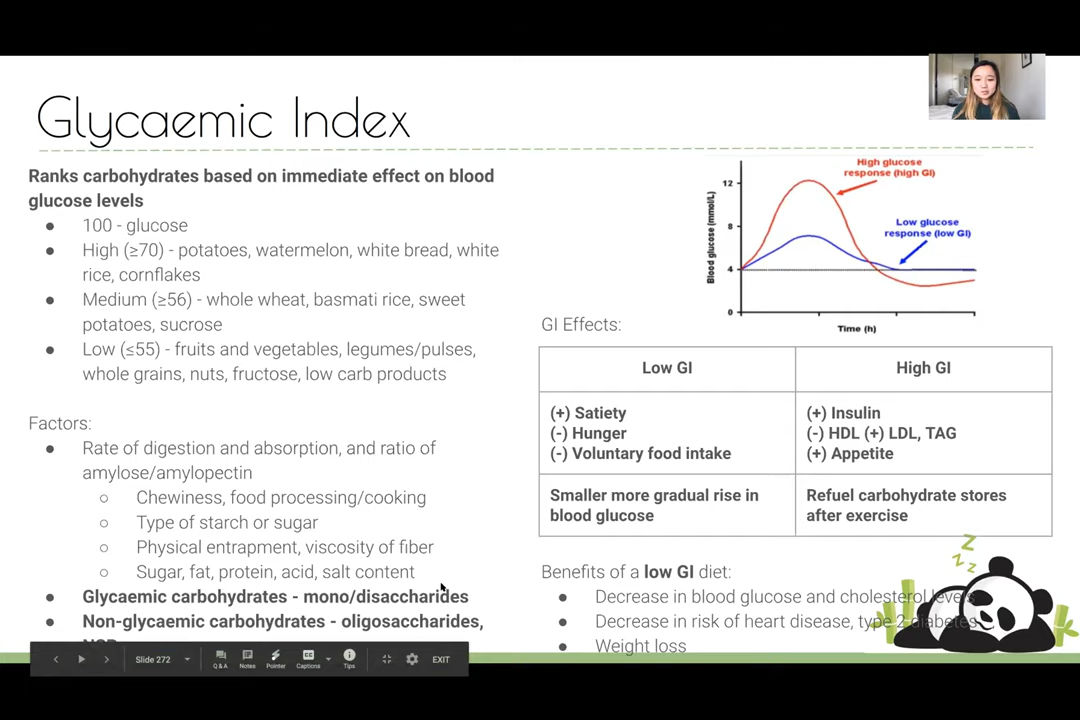 Glycaemic Index
Ranks carbohydrates based on immediate effect on blood
glucose levels
● 100 - glucose
● High (≥70) - potatoes, watermelon, white bread, white
rice, cornflakes
● Medium (≥56) - whole wheat, basmati rice, sweet
potatoes, sucrose
● Low (≤55) - fruits and vegetables, legumes/pulses,
whole grains, nuts, fructose, low carb products
Factors:
● Rate of digestion and absorption, and ratio of
amylose/amylopectin
○ Chewiness, food processing/cooking
○ Type of starch or sugar
○ Physical entrapment, viscosity of fiber
○ Sugar, fat, protein, acid, salt content
● Glycaemic carbohydrates - mono/disaccharides
● Non-glycaemic carbohydrates - oligosaccharides,
High glucose
response (high GI)
Low glucose
response (low GI)
Blood glucose (mmol/L)
12
8
4
0
Time (h)
GI Effects:
Low GI
High GI
(+) Satiety
(-) Hunger
(-) Voluntary food intake
(+) Insulin
(-) HDL (+) LDL, TAG
(+) Appetite
Smaller more gradual rise in
blood glucose
Refuel carbohydrate stores
after exercise
Benefits of a low GI diet:
● Decrease in blood glucose and cholesterol levels
● Decrease in risk of heart disease, type 2 diabetes
● Weight loss
z
z
z
z
Slide 272
Q & A
Notes
Pointer
CC
Captions
Tips
EXIT